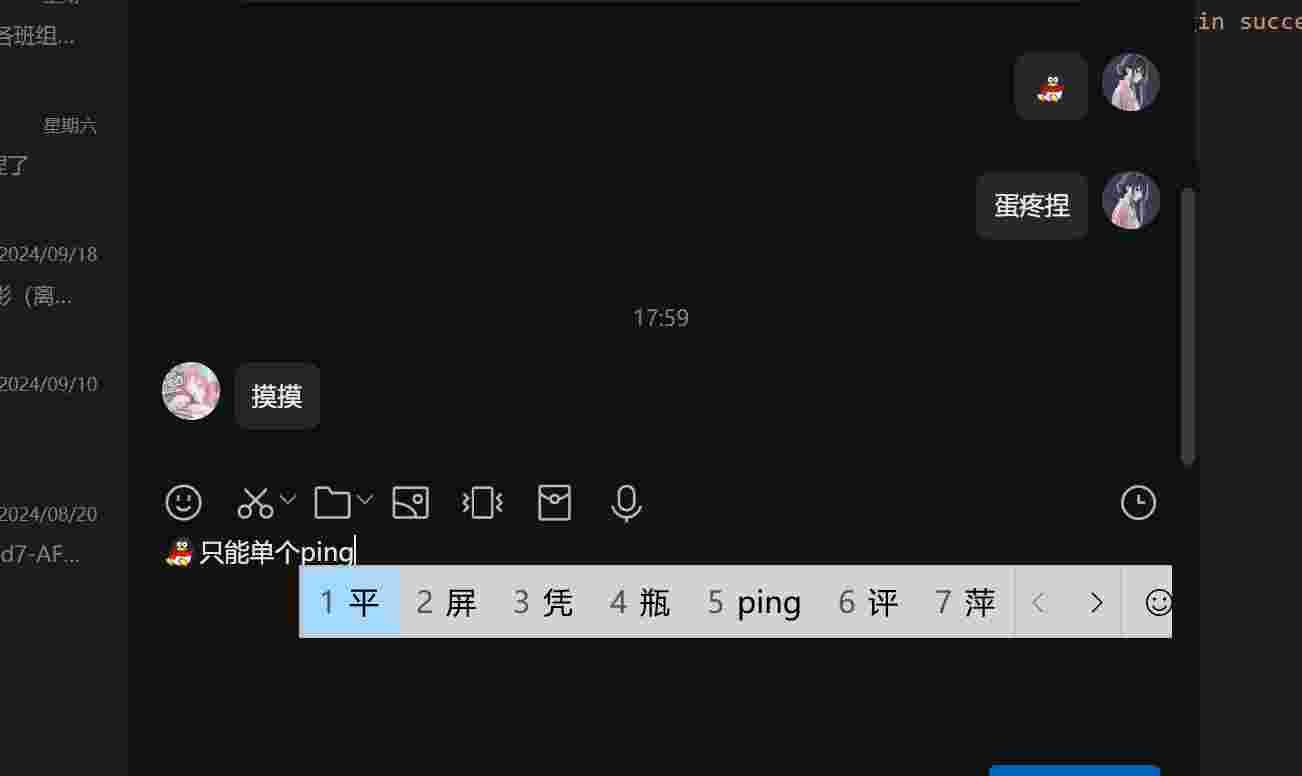 各班组...
in succe
星期六
捏了
蛋疼捏
2024/09/18
影（离...
17:59
2024/09/10
摸摸
2024/08/20
d7-AF...
只能单个ping
1 平 2 屏 3 凭 4 瓶 5 ping 6 评 7 萍